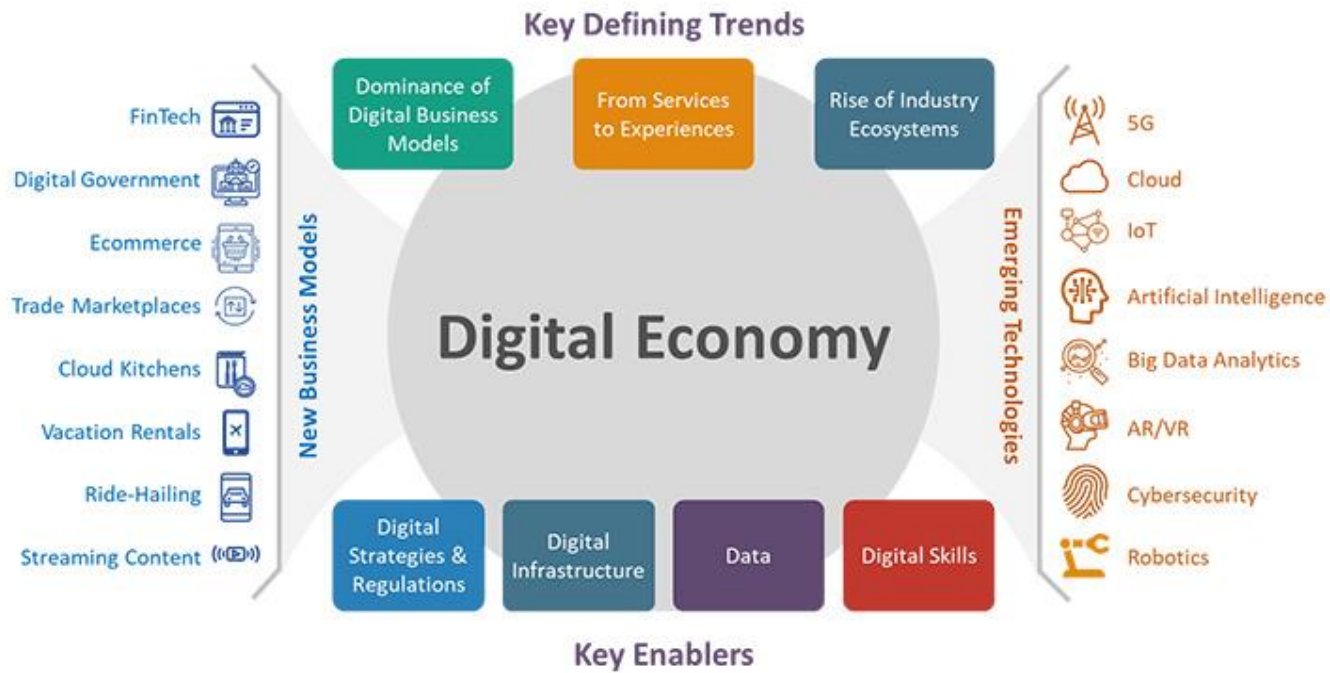 Key Defining Trends
Dominance of
Digital Business
Models
From Services
to Experiences
Rise of Industry
Ecosystems
FinTech
Digital Government
Ecommerce
Trade Marketplaces
Cloud Kitchens
Vacation Rentals
Ride-Hailing
Streaming Content
New Business Models
Digital Economy
Emerging Technologies
5G
Cloud
IoT
Artificial Intelligence
Big Data Analytics
AR/VR
Cybersecurity
Robotics
Digital
Strategies &
Regulations
Digital
Infrastructure
Data
Digital Skills
Key Enablers